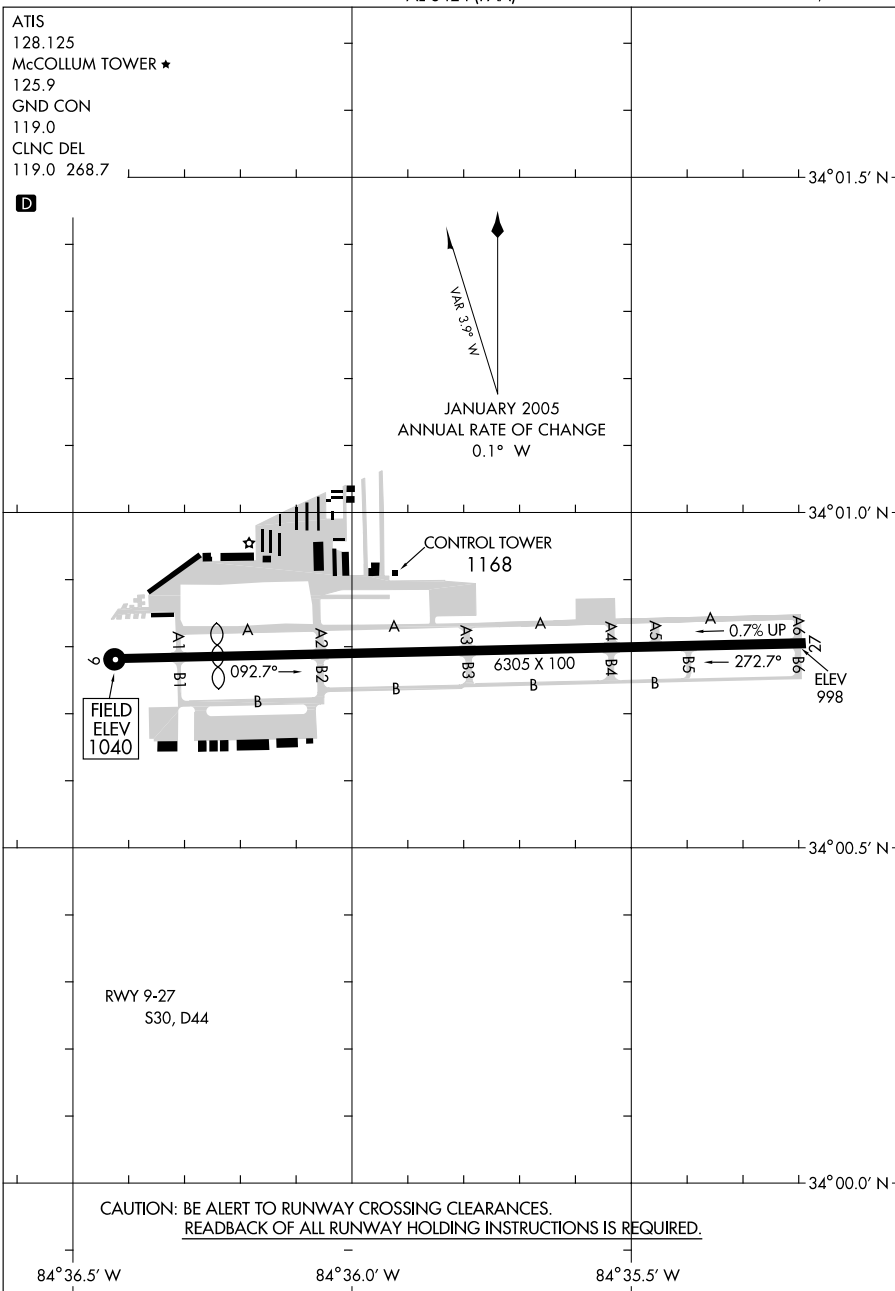 ATIS
128.125
McCOLLUM TOWER ★
125.9
GND CON
119.0
CLNC DEL
119.0 268.7
D
34°01.5' N
VAR 3.9° W
JANUARY 2005
ANNUAL RATE OF CHANGE
0.1° W
34°01.0' N
CONTROL TOWER
1168
A
A
A
A
A1
A2
A3
A4
A5
A6
0.7% UP
27
9
092.7°
6305 X 100
272.7°
B1
B2
B3
B4
B5
B6
B
B
B
B
ELEV
998
FIELD
ELEV
1040
34°00.5' N
RWY 9-27
S30, D44
34°00.0' N
CAUTION: BE ALERT TO RUNWAY CROSSING CLEARANCES.
READBACK OF ALL RUNWAY HOLDING INSTRUCTIONS IS REQUIRED.
84°36.5' W
84°36.0' W
84°35.5' W